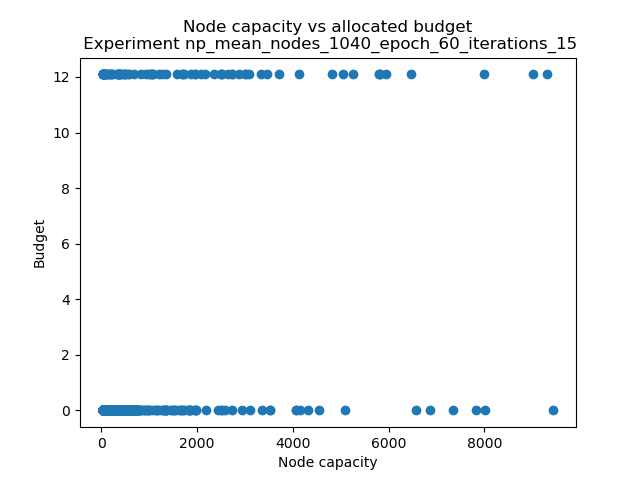 Node capacity vs allocated budget
Experiment np_mean_nodes_1040_epoch_60_iterations_15
12
10
8
6
4
2
0
Budget
0 2000 4000 6000 8000
Node capacity